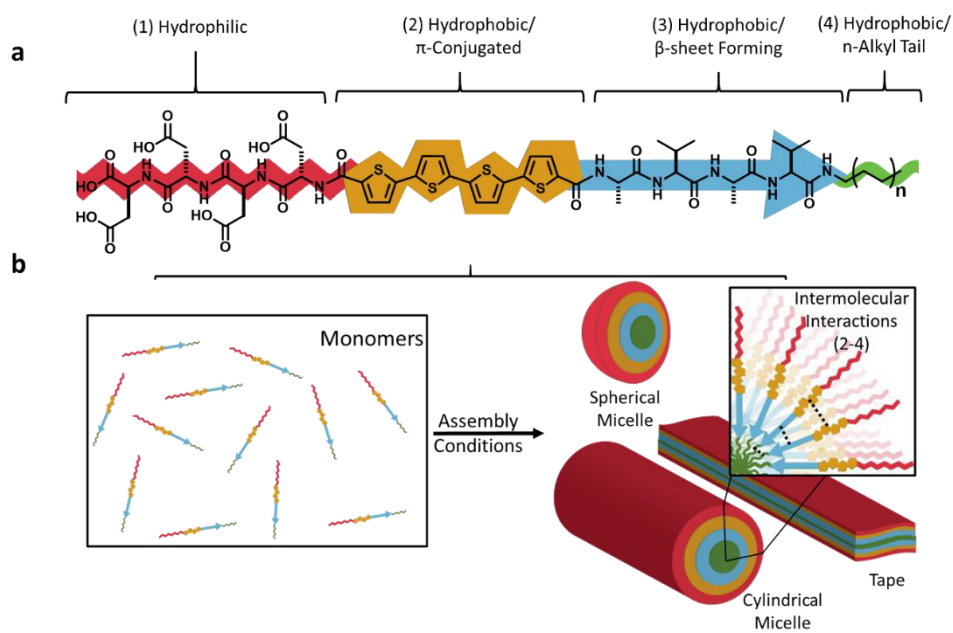 a
(1) Hydrophilic
(2) Hydrophobic/
π-Conjugated
(3) Hydrophobic/
β-sheet Forming
(4) Hydrophobic/
n-Alkyl Tail
O
OH
O
HO
O
H
N
O
HO
O
N
H
O
H
N
O
HO
O
N
H
O
HO
O
H
N
O
S
S
S
S
O
H
N
O
N
H
O
H
N
O
N
H
O
H
N
n
b
Monomers
Assembly
Conditions
Spherical
Micelle
Intermolecular
Interactions
(2-4)
Tape
Cylindrical
Micelle